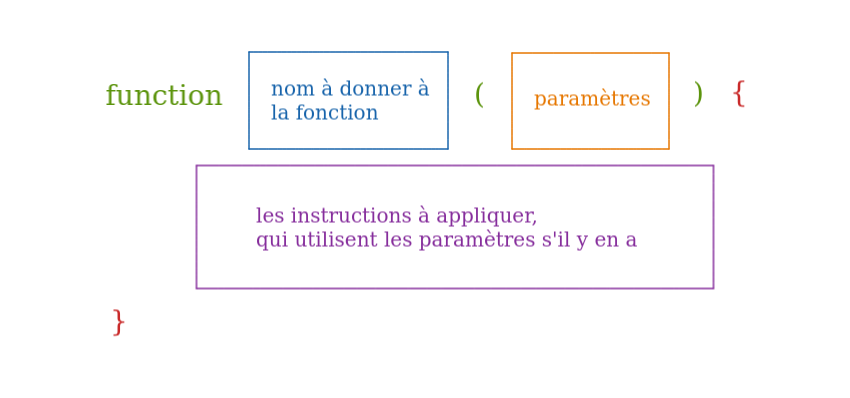 function nom à donner à ( paramètres ) {
la fonction
les instructions à appliquer,
qui utilisent les paramètres s'il y en a
}